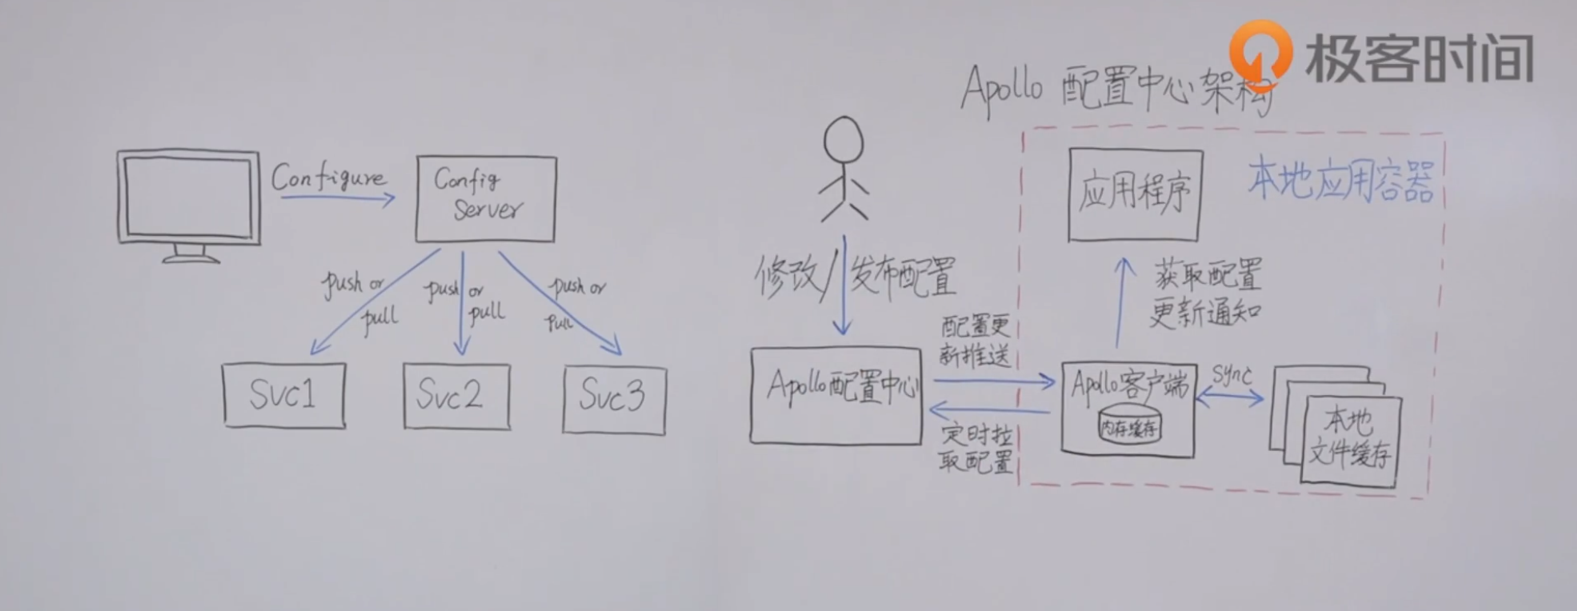 极客时间
Apollo 配置中心架构
Configure
Config
Server
push or
pull
push or
pull
push or
pull
Svc1
Svc2
Svc3
修改/发布配置
Apollo配置中心
配置更
新推送
定时拉
取配置
本地应用容器
应用程序
获取配置
更新通知
Apollo客户端
内存缓存
Sync
本地
文件缓存